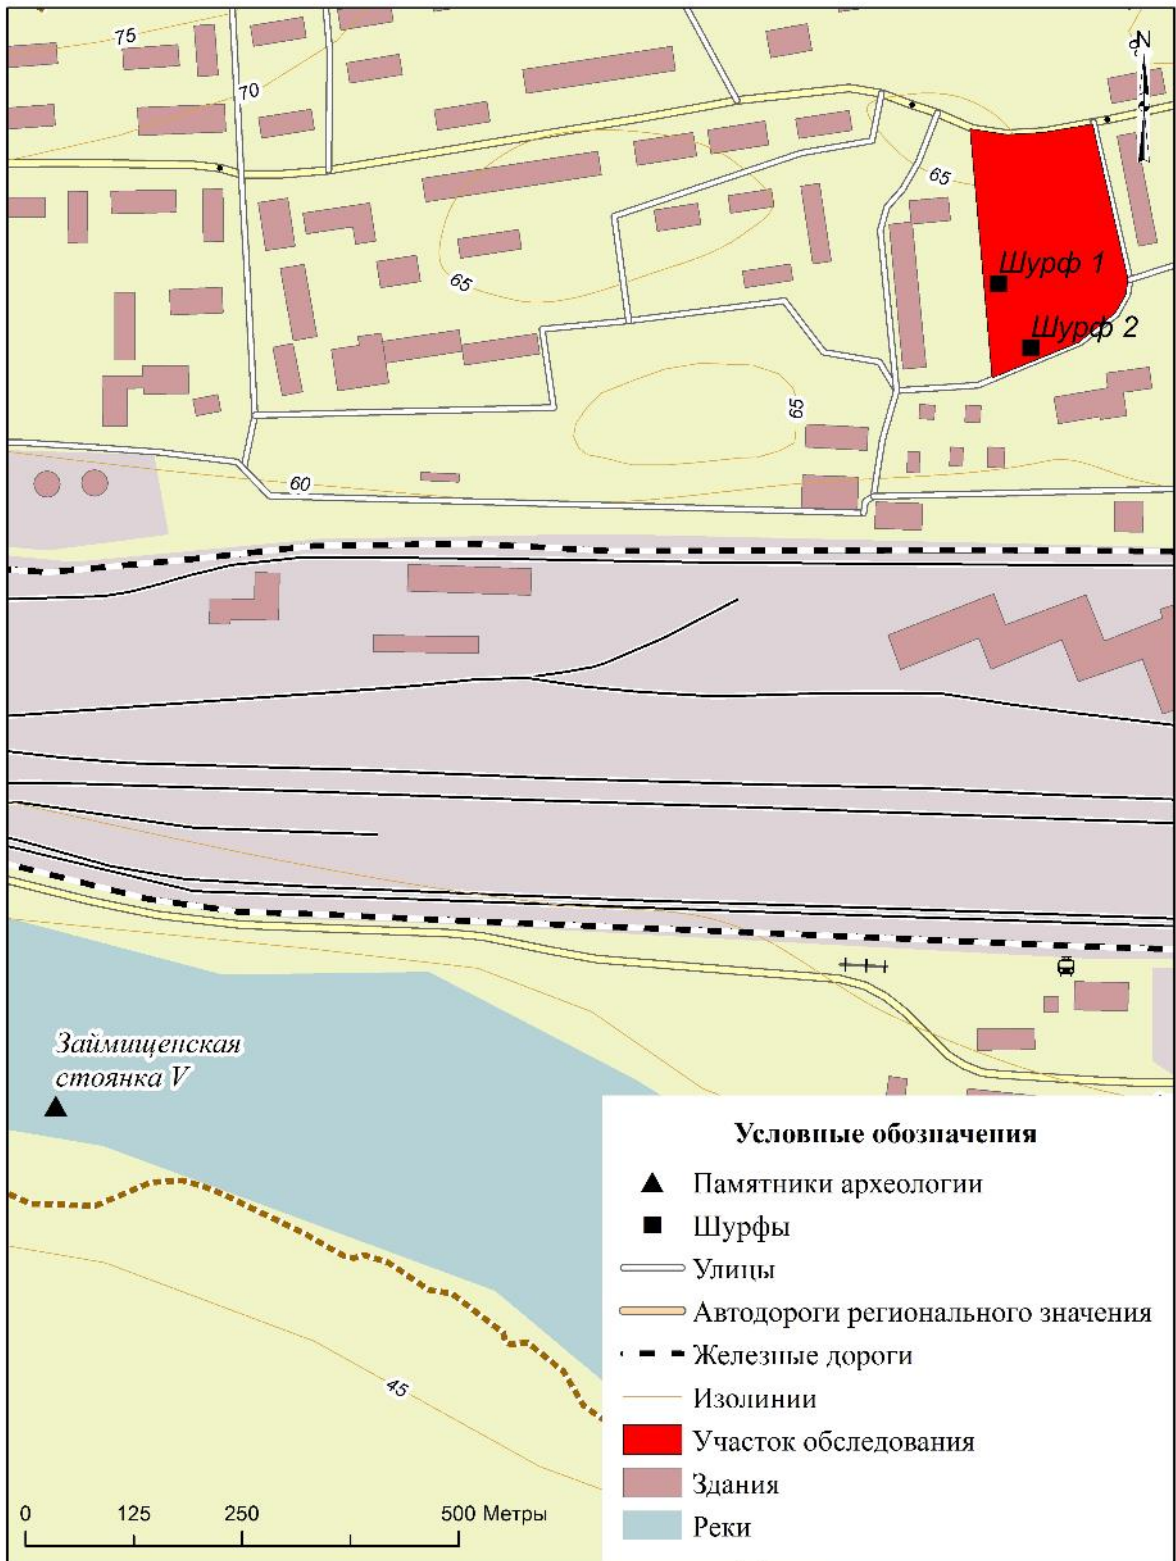 75
70
N
65
Шурф 1
65
Шурф 2
65
60
Займищенская
стоянка V
Условные обозначения
Памятники археологии
Шурфы
Улицы
Автодороги регионального значения
Железные дороги
Изолинии
Участок обследования
Здания
Реки
45
0 125 250 500 Метры